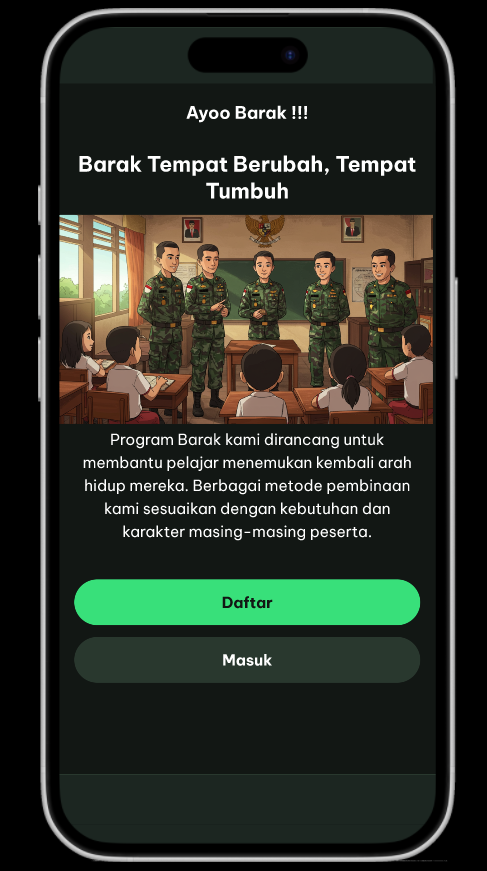 Ayoo Barak !!!
Barak Tempat Berubah, Tempat
Tumbuh
Program Barak kami dirancang untuk
membantu pelajar menemukan kembali arah
hidup mereka. Berbagai metode pembinaan
kami sesuaikan dengan kebutuhan dan
karakter masing-masing peserta.
Daftar
Masuk